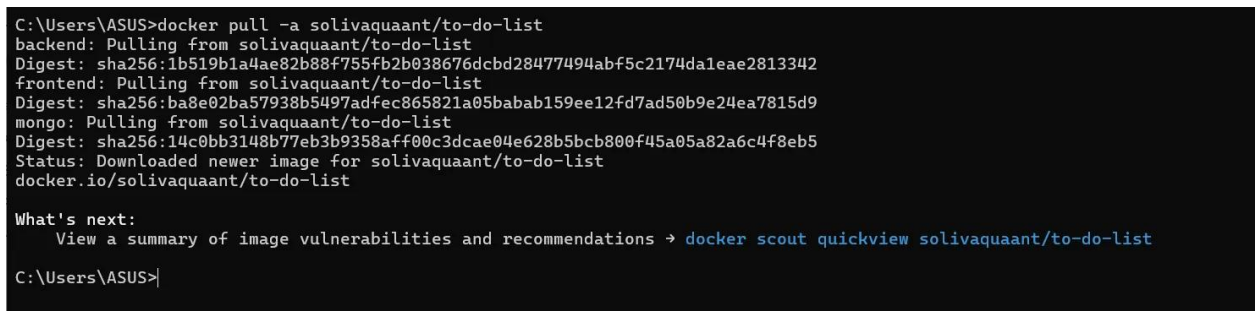 C:\Users\ASUS>docker pull -a solivaquaant/to-do-list
backend: Pulling from solivaquaant/to-do-list
Digest: sha256:1b519b1a4ae82b88f755fb2b038676dcbd28477494abf5c2174da1eae2813342
frontend: Pulling from solivaquaant/to-do-list
Digest: sha256:ba8e02ba57938b5497adfec865821a05babab159ee12fd7ad50b9e24ea7815d9
mongo: Pulling from solivaquaant/to-do-list
Digest: sha256:14c0bb3148b77eb3b9358aff00c3dcae04e628b5bcb800f45a05a82a6c4f8eb5
Status: Downloaded newer image for solivaquaant/to-do-list
docker.io/solivaquaant/to-do-list
What's next:
View a summary of image vulnerabilities and recommendations → docker scout quickview solivaquaant/to-do-list
C:\Users\ASUS>